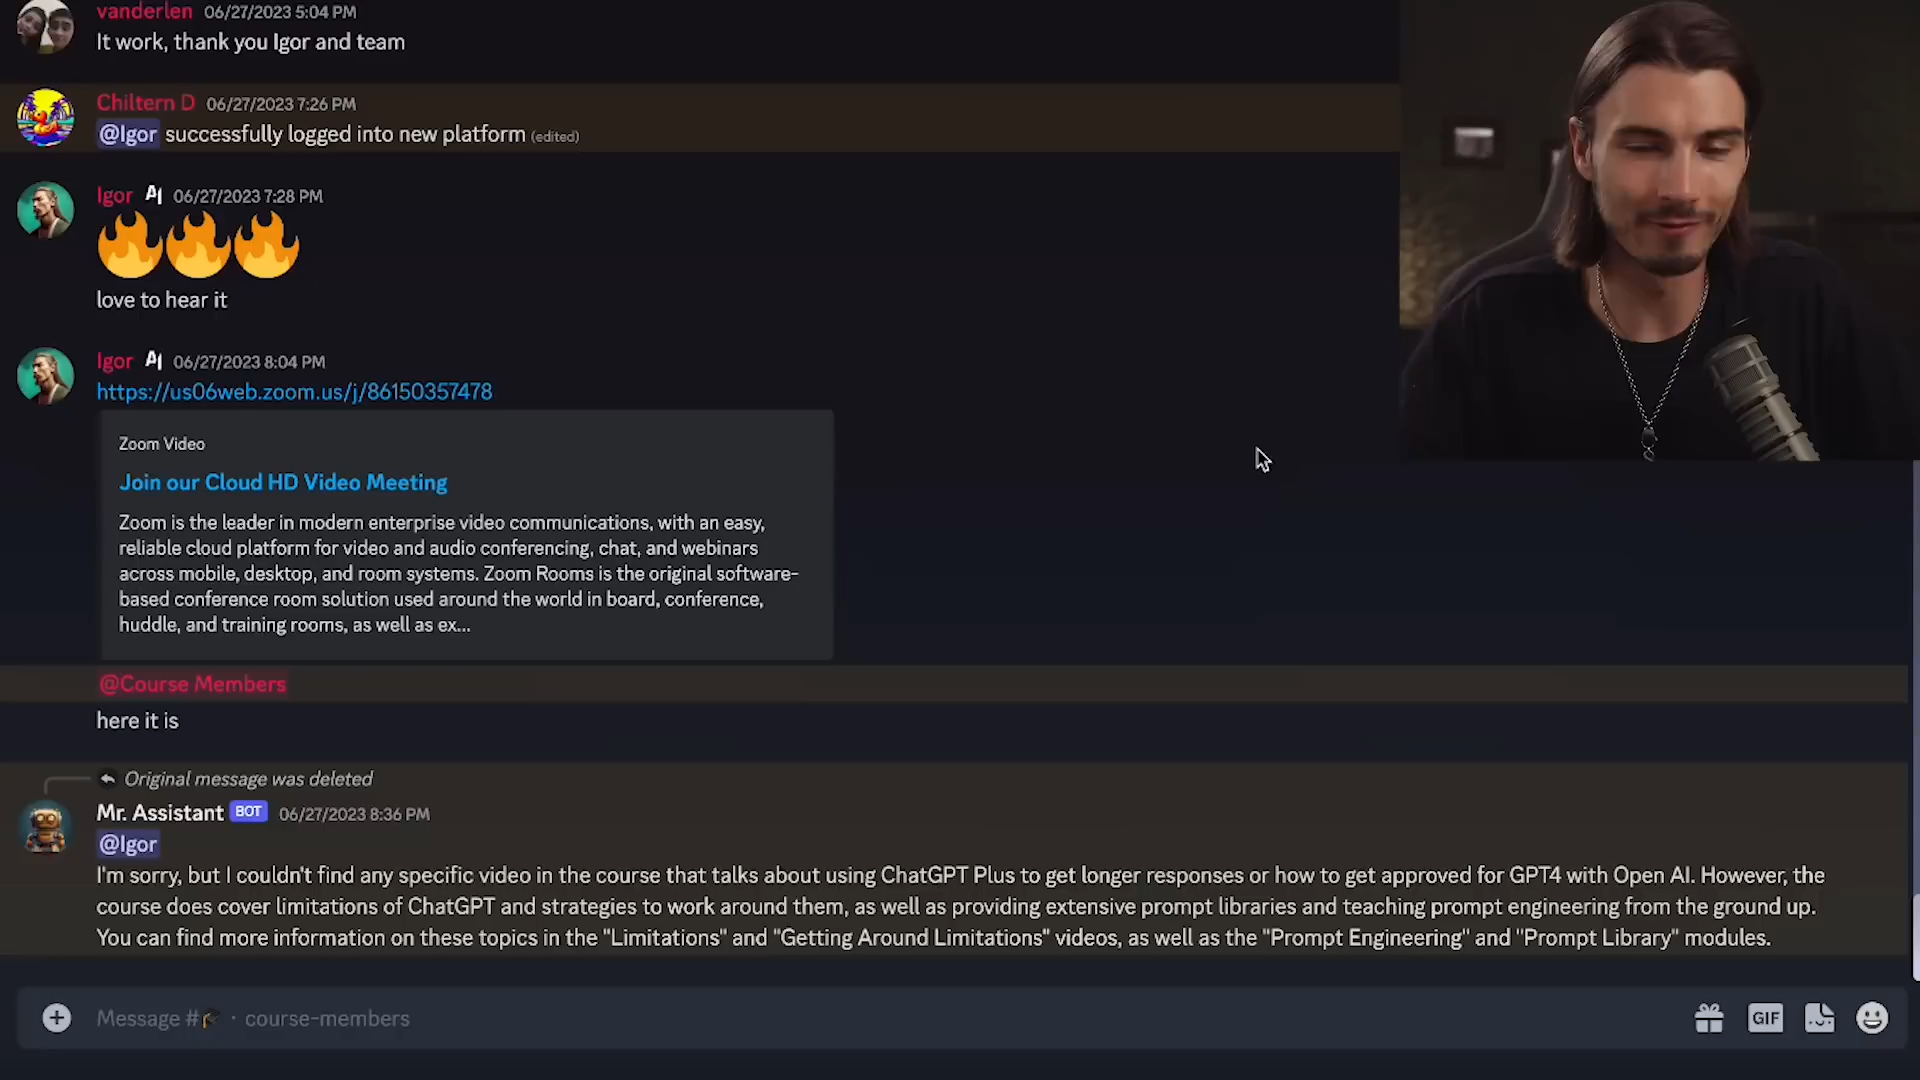 vanderlen 06/27/2023 5:04 PM
It work, thank you Igor and team
Chiltern D 06/27/2023 7:26 PM
@Igor successfully logged into new platform (edited)
Igor A| 06/27/2023 7:28 PM
love to hear it
Igor A| 06/27/2023 8:04 PM
https://us06web.zoom.us/j/86150357478
Zoom Video
Join our Cloud HD Video Meeting
Zoom is the leader in modern enterprise video communications, with an easy,
reliable cloud platform for video and audio conferencing, chat, and webinars
across mobile, desktop, and room systems. Zoom Rooms is the original software-
based conference room solution used around the world in board, conference,
huddle, and training rooms, as well as ex...
@Course Members
here it is
Original message was deleted
Mr. Assistant BOT 06/27/2023 8:36 PM
@Igor
I'm sorry, but I couldn't find any specific video in the course that talks about using ChatGPT Plus to get longer responses or how to get approved for GPT4 with Open AI. However, the
course does cover limitations of ChatGPT and strategies to work around them, as well as providing extensive prompt libraries and teaching prompt engineering from the ground up.
You can find more information on these topics in the "Limitations" and "Getting Around Limitations" videos, as well as the "Prompt Engineering" and "Prompt Library" modules.
Message #🎓・course-members
GIF